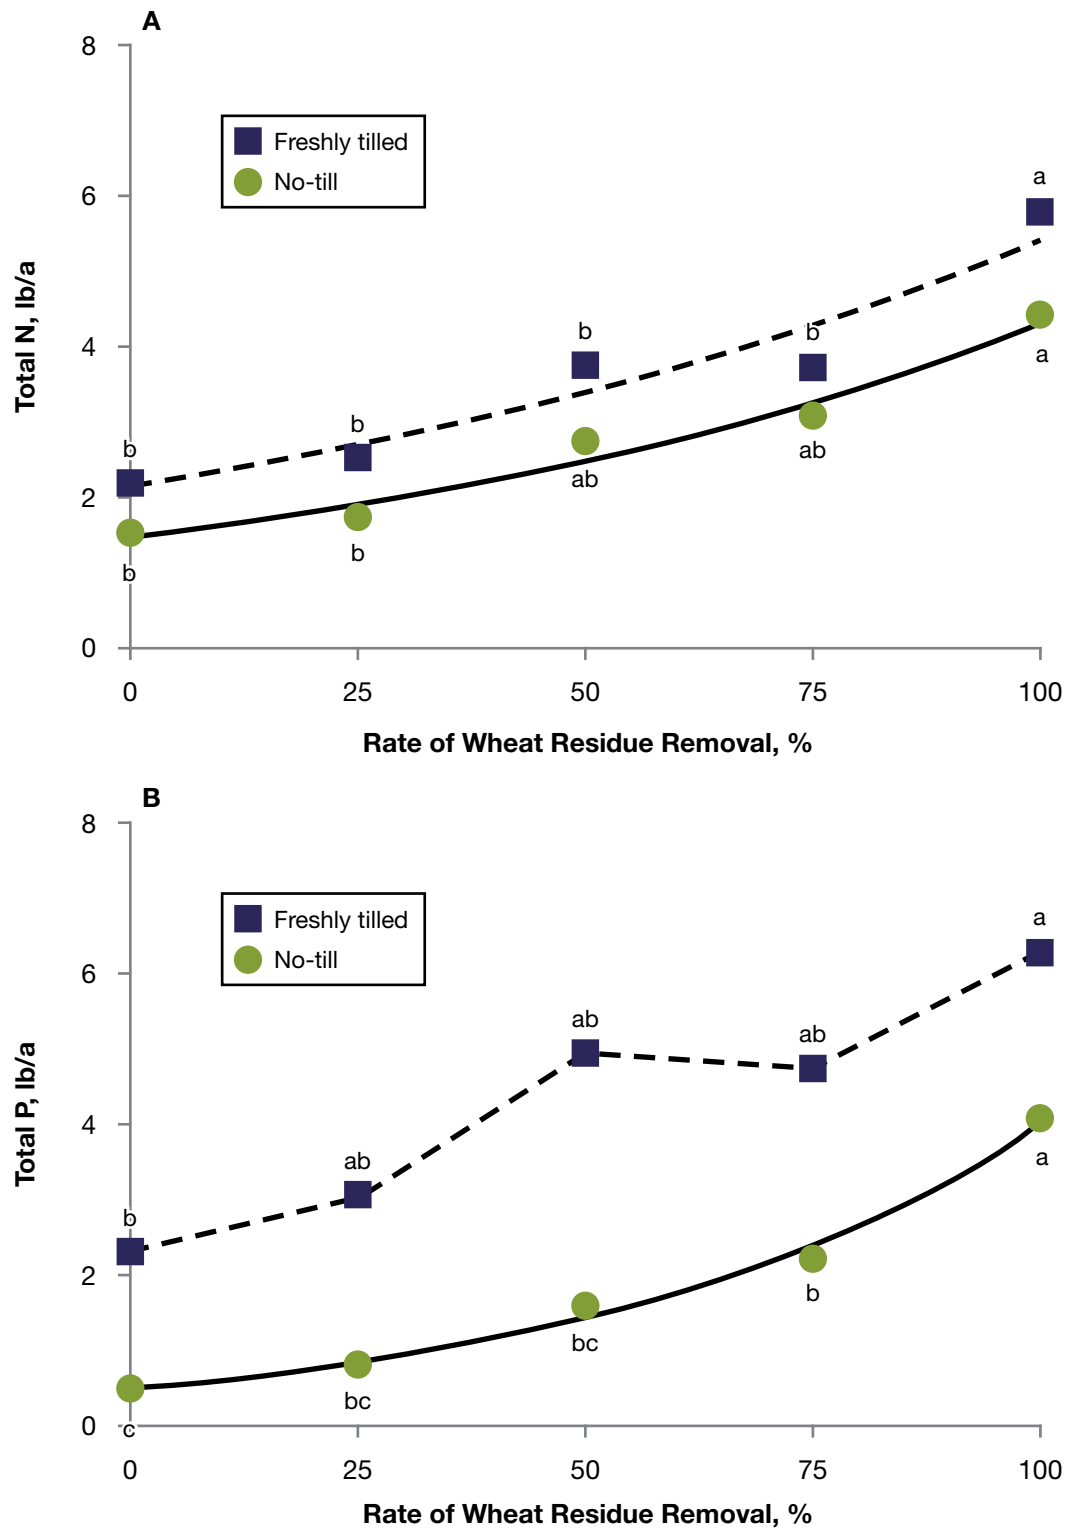 A
8
Freshly tilled
No-till
a
6
Total N, lb/a
b
b
4
a
b
b
ab
ab
2
b
b
0
0 25 50 75 100
Rate of Wheat Residue Removal, %
B
8
Freshly tilled
No-till
a
6
ab
ab
Total P, lb/a
4
ab
a
b
2
b
bc
bc
0
c
0 25 50 75 100
Rate of Wheat Residue Removal, %